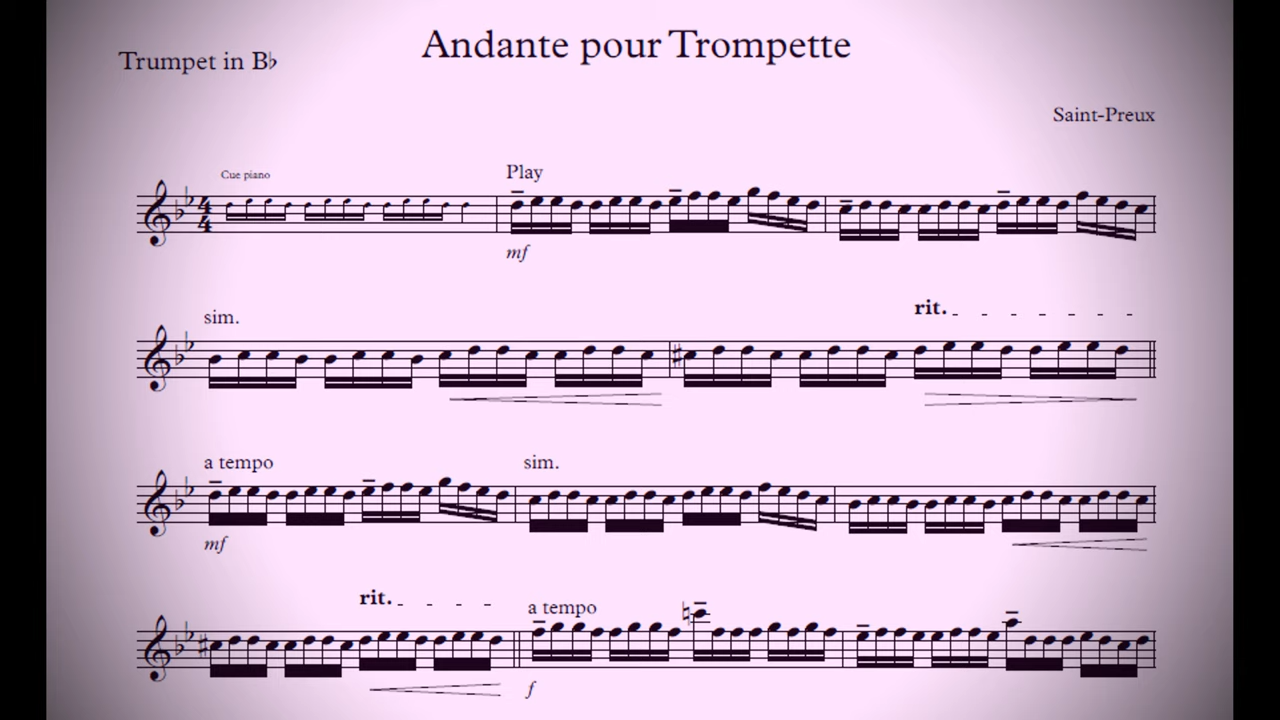 Andante pour Trompette
Trumpet in B♭
Saint-Preux
Cue piano
Play
mf
sim.
rit.
a tempo
sim.
mf
rit.
a tempo
f